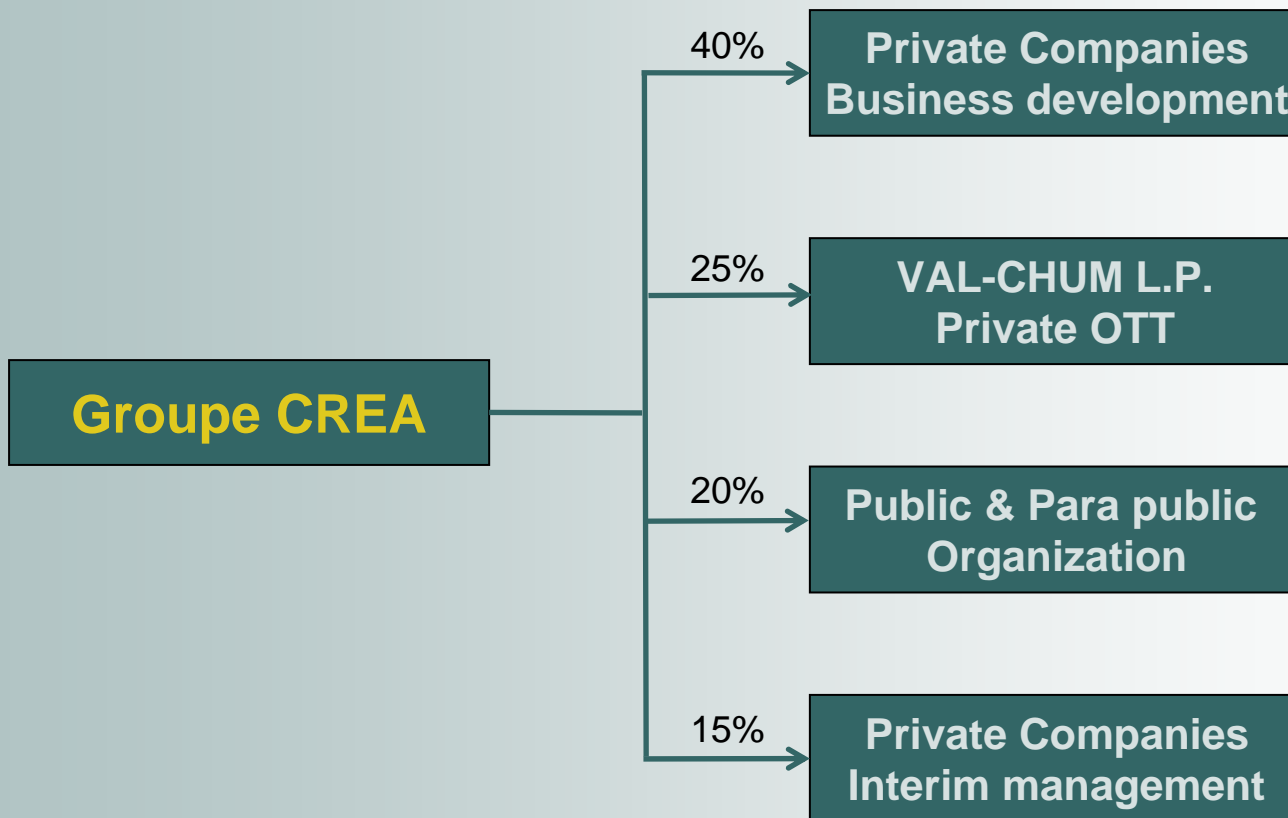 40%
Private Companies
Business development
25%
VAL-CHUM L.P.
Private OTT
Groupe CREA
20%
Public & Para public
Organization
15%
Private Companies
Interim management